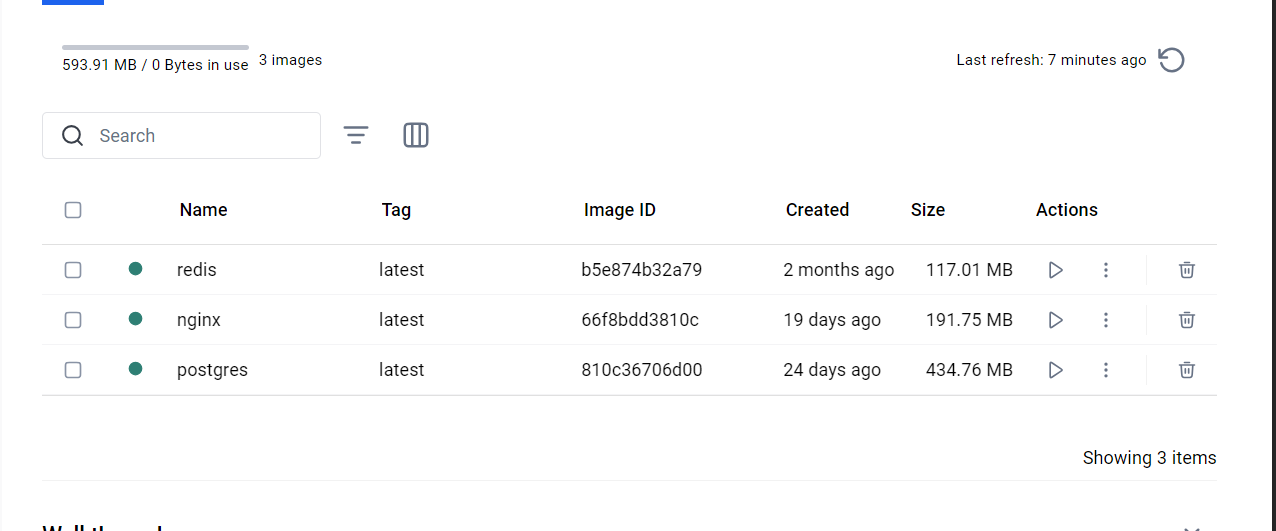 593.91 MB / 0 Bytes in use 3 images Last refresh: 7 minutes ago
Search
Name Tag Image ID Created Size Actions
redis latest b5e874b32a79 2 months ago 117.01 MB
nginx latest 66f8bdd3810c 19 days ago 191.75 MB
postgres latest 810c36706d00 24 days ago 434.76 MB
Showing 3 items